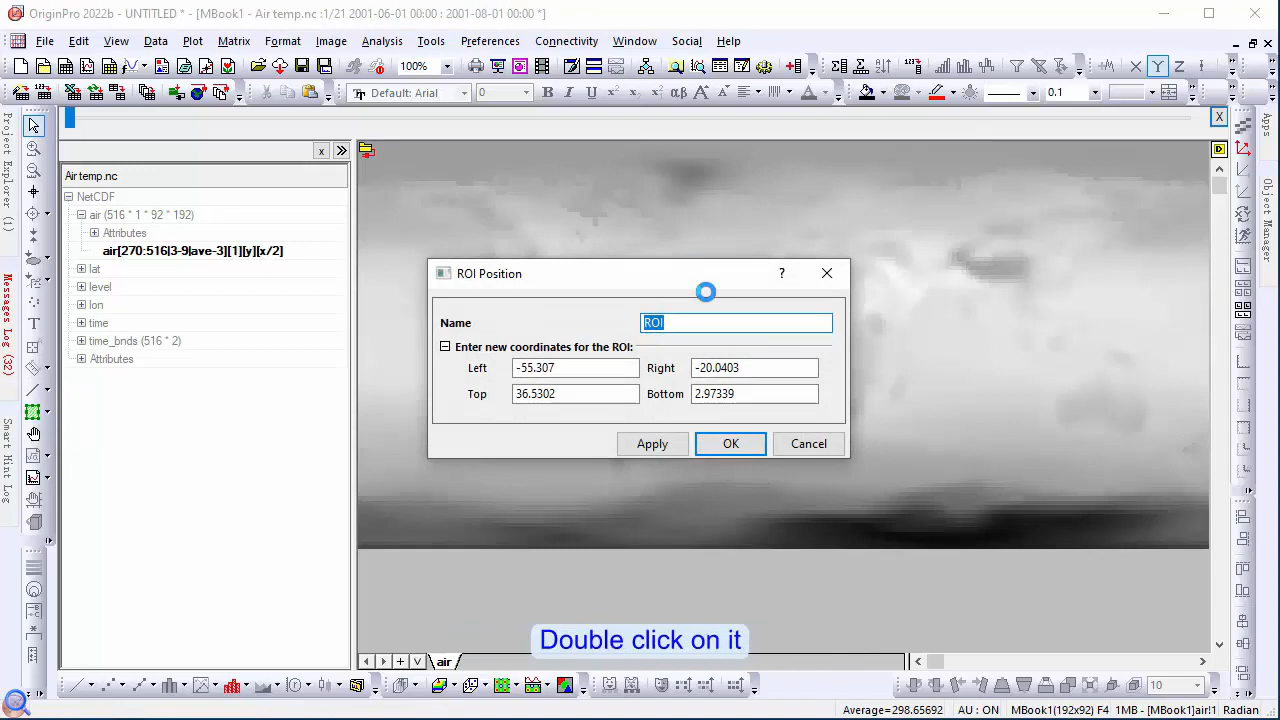 OriginPro 2022b - UNTITLED * - [MBook1 - Air temp.nc :1/21 2001-06-01 00:00 : 2001-08-01 00:00 *]
File Edit View Data Plot Matrix Format Image Analysis Tools Preferences Connectivity Window Social Help
100%
Default: Arial 0 B I U 0.1
X
Project Explorer (1)
Messages Log (32)
Smart Hint Log
Apps
Object Manager
Air temp.nc
NetCDF
air (516 * 1 * 92 * 192)
Attributes
air[270:516|3-9|ave-3][1][y][x/2]
lat
level
lon
time
time_bnds (516 * 2)
Attributes
ROI Position ?
Name ROI
Enter new coordinates for the ROI:
Left -55.307 Right -20.0403
Top 36.5302 Bottom 2.97339
Apply OK Cancel
Double click on it
air
10
Average=298.65692 AU : ON MBook1(192x92) F4 1MB - [MBook1]air!1 Radian